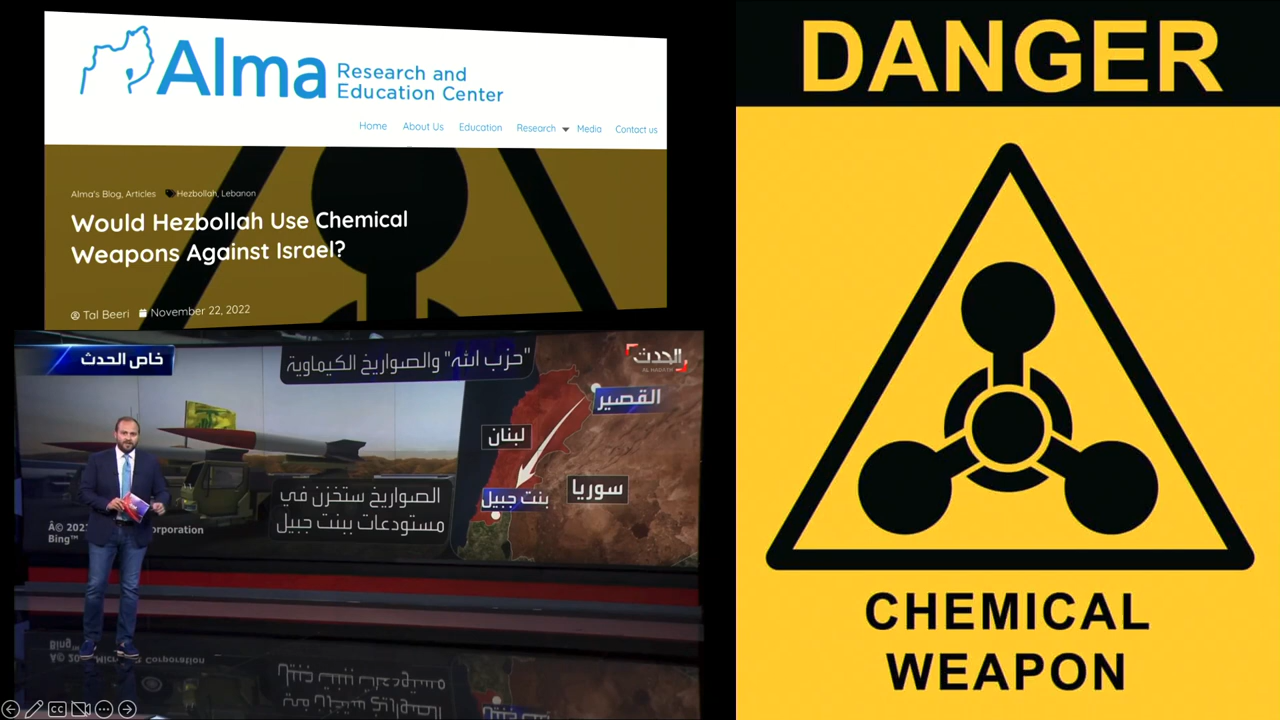 Alma
Research and
Education Center
Home About Us Education Research Media Contact us
Alma's Blog, Articles Hezbollah, Lebanon
Would Hezbollah Use Chemical
Weapons Against Israel?
Tal Beeri November 22, 2022
خاص الحدث
"حزب الله" والصواريخ الكيماوية
الحدث
AL HADATH
القصير
لبنان
سوريا
بنت جبيل
الصواريخ ستخزن في
مستودعات ببنت جبيل
Bing™
CC
DANGER
CHEMICAL
WEAPON